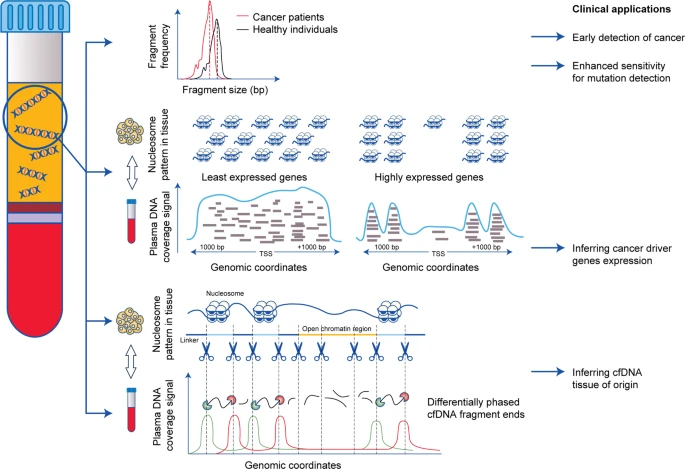 Clinical applications
Cancer patients
Healthy individuals
Fragment
frequency
Fragment size (bp)
Early detection of cancer
Enhanced sensitivity
for mutation detection
Nucleosome
pattern in tissue
Least expressed genes
Highly expressed genes
Plasma DNA
coverage signal
1000 bp
+1000 bp
TSS
Genomic coordinates
1000 bp
+1000 bp
TSS
Genomic coordinates
Inferring cancer driver
genes expression
Nucleosome
pattern in tissue
Nucleosome
Open chromatin region
Linker
Inferring cfDNA
tissue of origin
Plasma DNA
coverage signal
Differentially phased
cfDNA fragment ends
Genomic coordinates